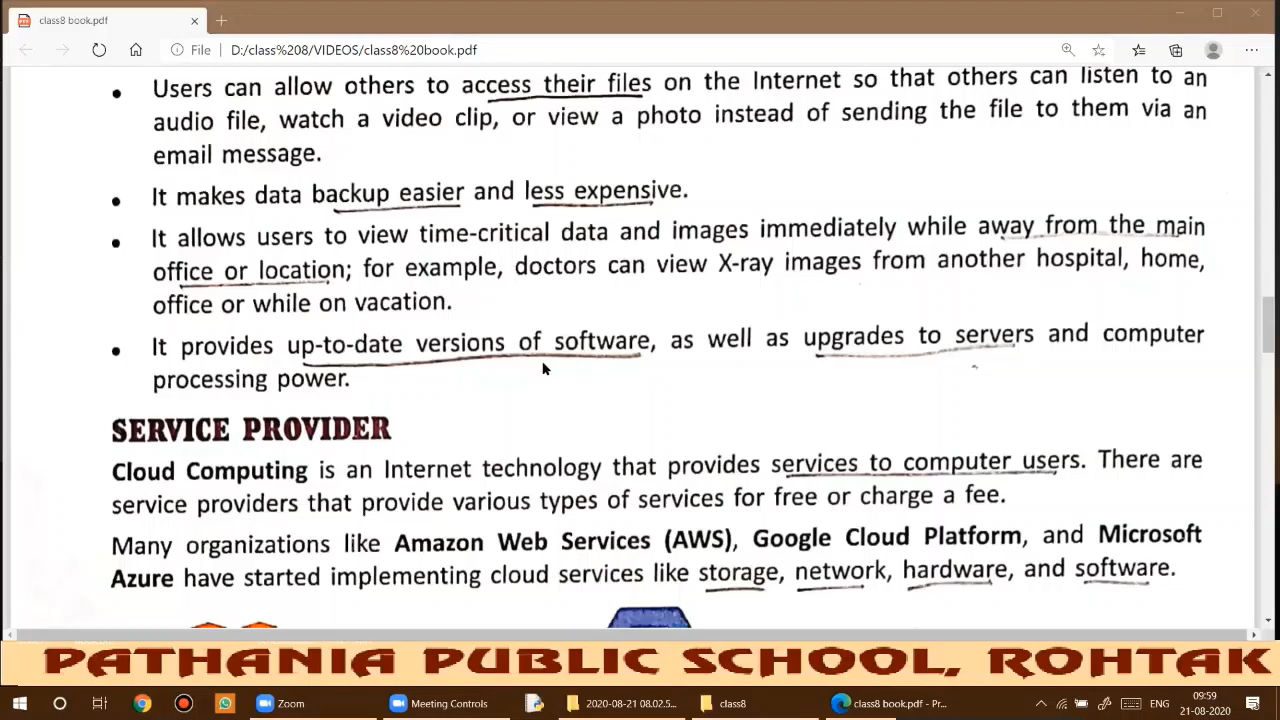 class8 book.pdf
File D:/class%208/VIDEOS/class8%20book.pdf
• Users can allow others to access their files on the Internet so that others can listen to an
audio file, watch a video clip, or view a photo instead of sending the file to them via an
email message.
• It makes data backup easier and less expensive.
• It allows users to view time-critical data and images immediately while away from the main
office or location; for example, doctors can view X-ray images from another hospital, home,
office or while on vacation.
• It provides up-to-date versions of software, as well as upgrades to servers and computer
processing power.
SERVICE PROVIDER
Cloud Computing is an Internet technology that provides services to computer users. There are
service providers that provide various types of services for free or charge a fee.
Many organizations like Amazon Web Services (AWS), Google Cloud Platform, and Microsoft
Azure have started implementing cloud services like storage, network, hardware, and software.
PATHANIA PUBLIC SCHOOL, ROHTAK
Zoom Meeting Controls 2020-08-21 08.02.5... class8 class8 book.pdf - Pr... ENG 09:59
21-08-2020